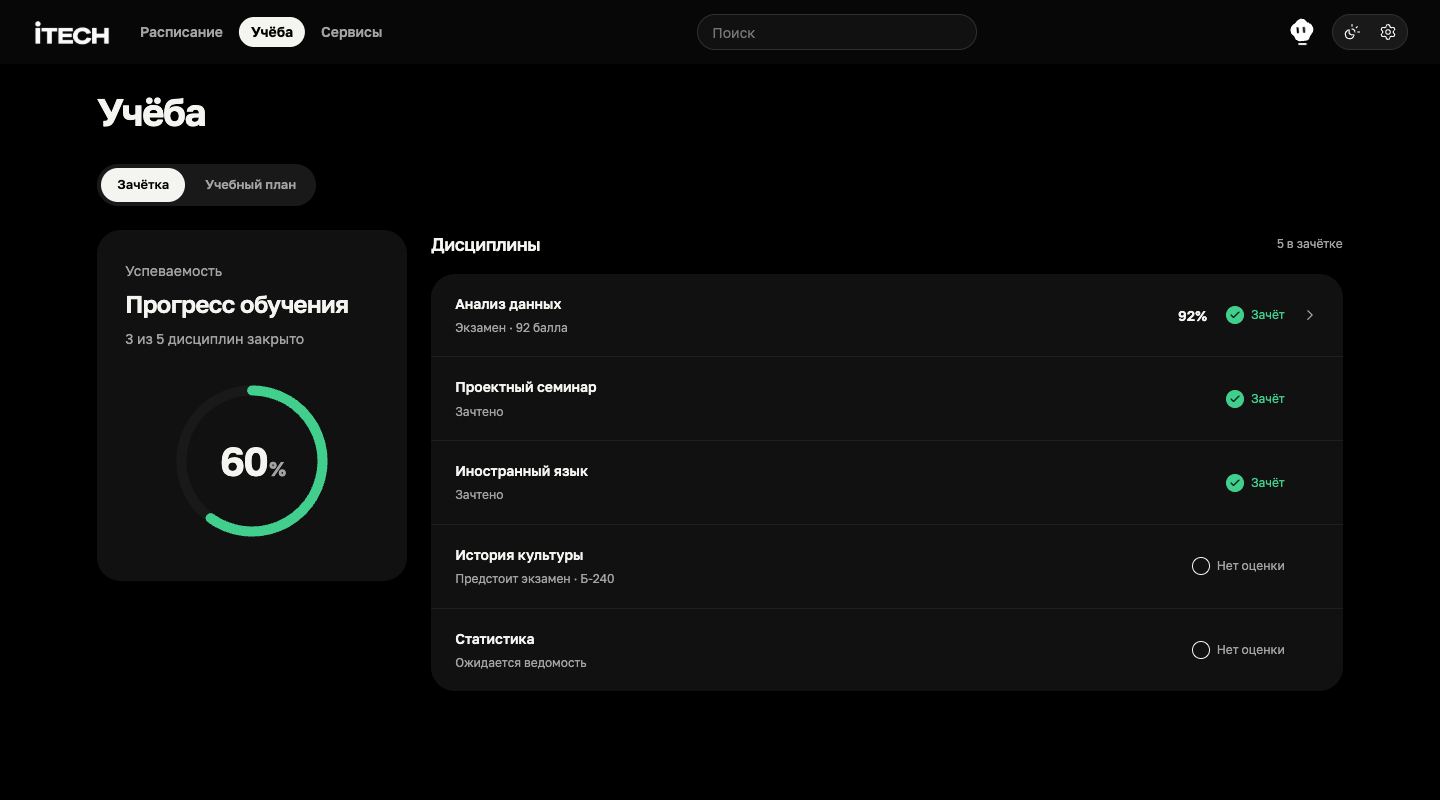 iTECH Расписание Учёба Сервисы Поиск
Учёба
Зачётка Учебный план
Успеваемость
Прогресс обучения
3 из 5 дисциплин закрыто
60%
Дисциплины 5 в зачётке
Анализ данных
Экзамен · 92 балла
92% Зачёт
Проектный семинар
Зачтено
Зачёт
Иностранный язык
Зачтено
Зачёт
История культуры
Предстоит экзамен · Б-240
Нет оценки
Статистика
Ожидается ведомость
Нет оценки